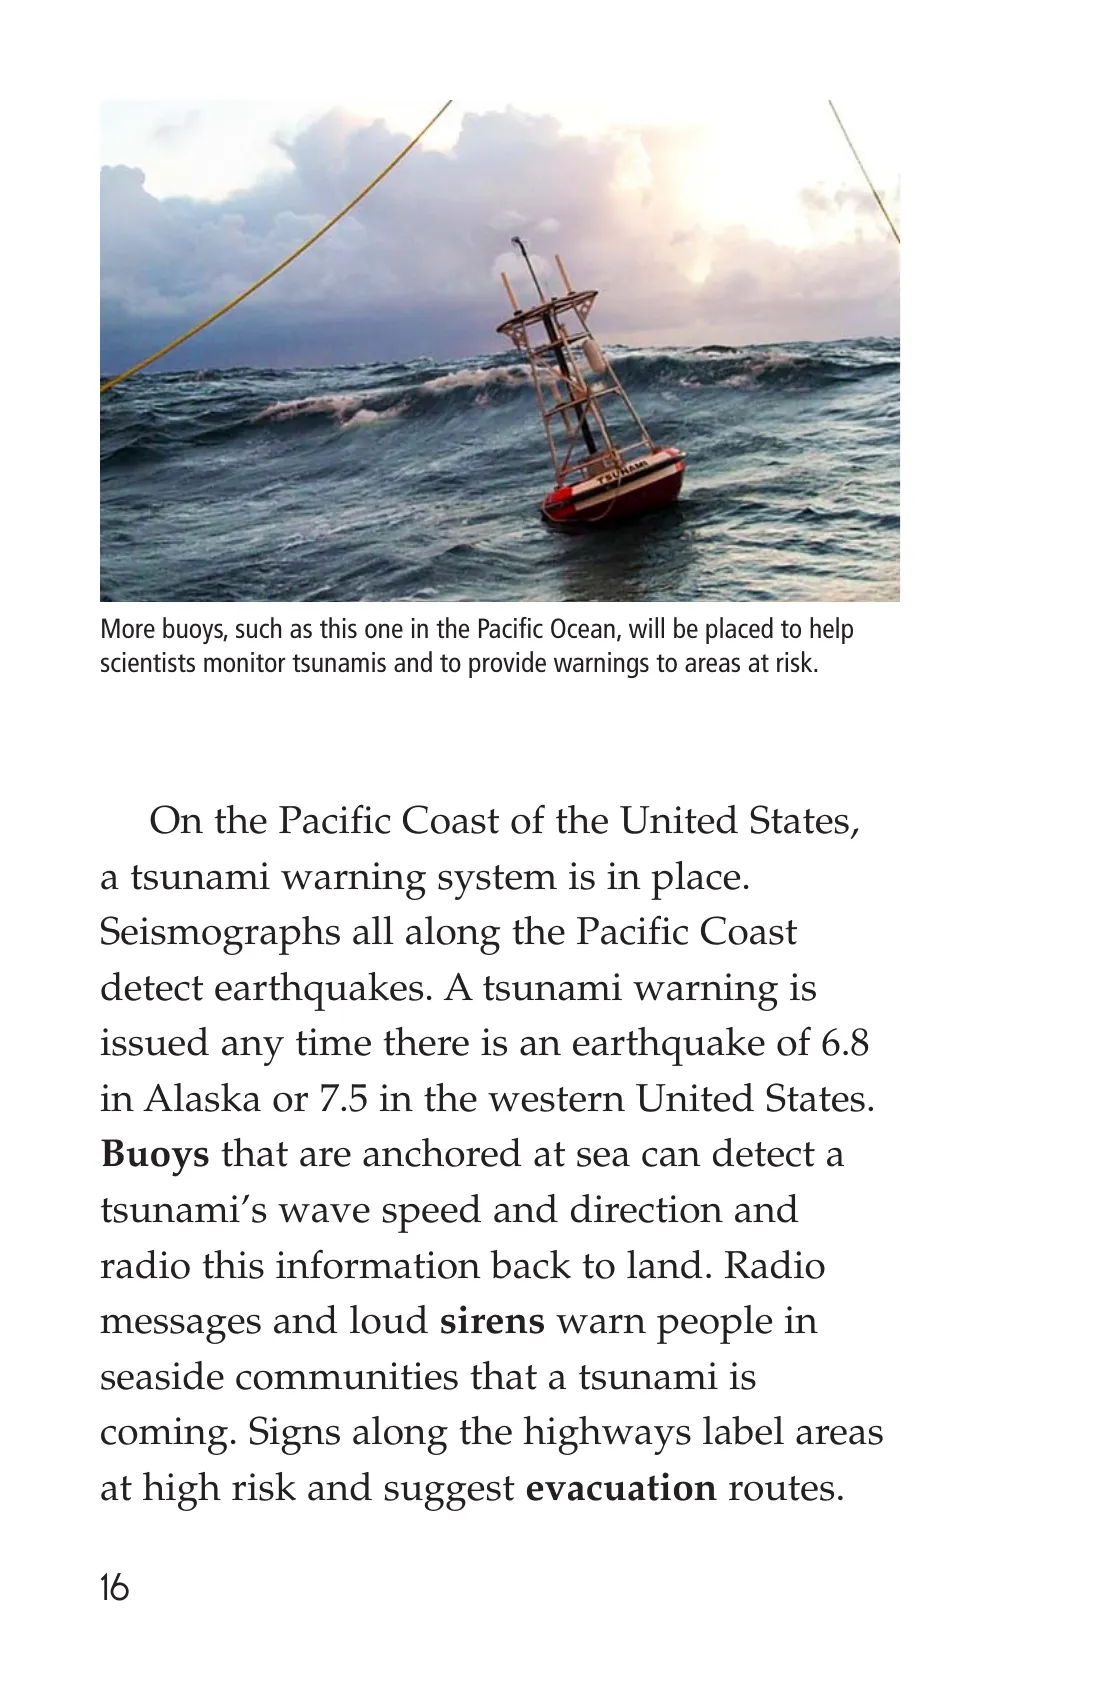 TSUNAMI
More buoys, such as this one in the Pacific Ocean, will be placed to help
scientists monitor tsunamis and to provide warnings to areas at risk.
On the Pacific Coast of the United States,
a tsunami warning system is in place.
Seismographs all along the Pacific Coast
detect earthquakes. A tsunami warning is
issued any time there is an earthquake of 6.8
in Alaska or 7.5 in the western United States.
Buoys that are anchored at sea can detect a
tsunami’s wave speed and direction and
radio this information back to land. Radio
messages and loud sirens warn people in
seaside communities that a tsunami is
coming. Signs along the highways label areas
at high risk and suggest evacuation routes.
16